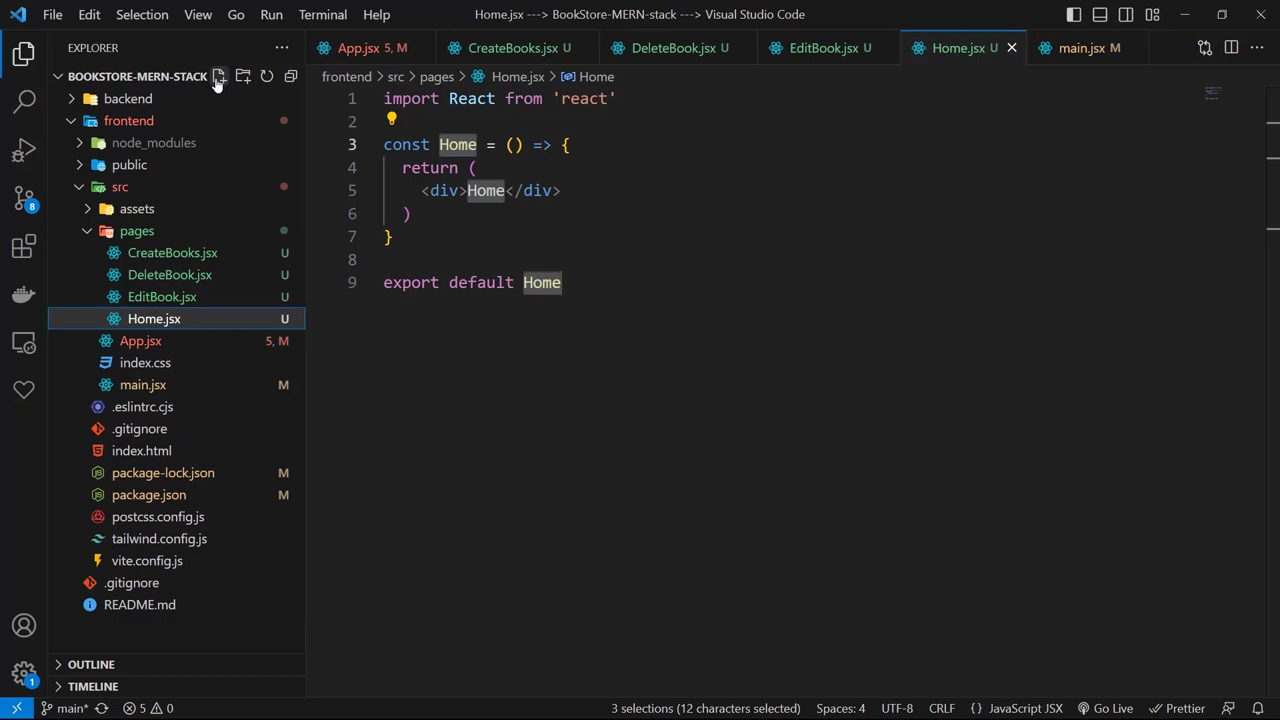 File Edit Selection View Go Run Terminal Help
Home.jsx ---> BookStore-MERN-stack ---> Visual Studio Code
EXPLORER
App.jsx 5, M
CreateBooks.jsx U
DeleteBook.jsx U
EditBook.jsx U
Home.jsx U
main.jsx M
BOOKSTORE-MERN-STACK
backend
frontend
node_modules
public
src
assets
pages
CreateBooks.jsx U
DeleteBook.jsx U
EditBook.jsx U
Home.jsx U
App.jsx 5, M
index.css
main.jsx M
.eslintrc.cjs
.gitignore
index.html
package-lock.json M
package.json M
postcss.config.js
tailwind.config.js
vite.config.js
.gitignore
README.md
OUTLINE
TIMELINE
8
1
frontend > src > pages > Home.jsx > Home
1 import React from 'react'
2
3 const Home = () => {
4 return (
5 <div>Home</div>
6 )
7 }
8
9 export default Home
main* 5 0 3 selections (12 characters selected) Spaces: 4 UTF-8 CRLF {} JavaScript JSX Go Live Prettier